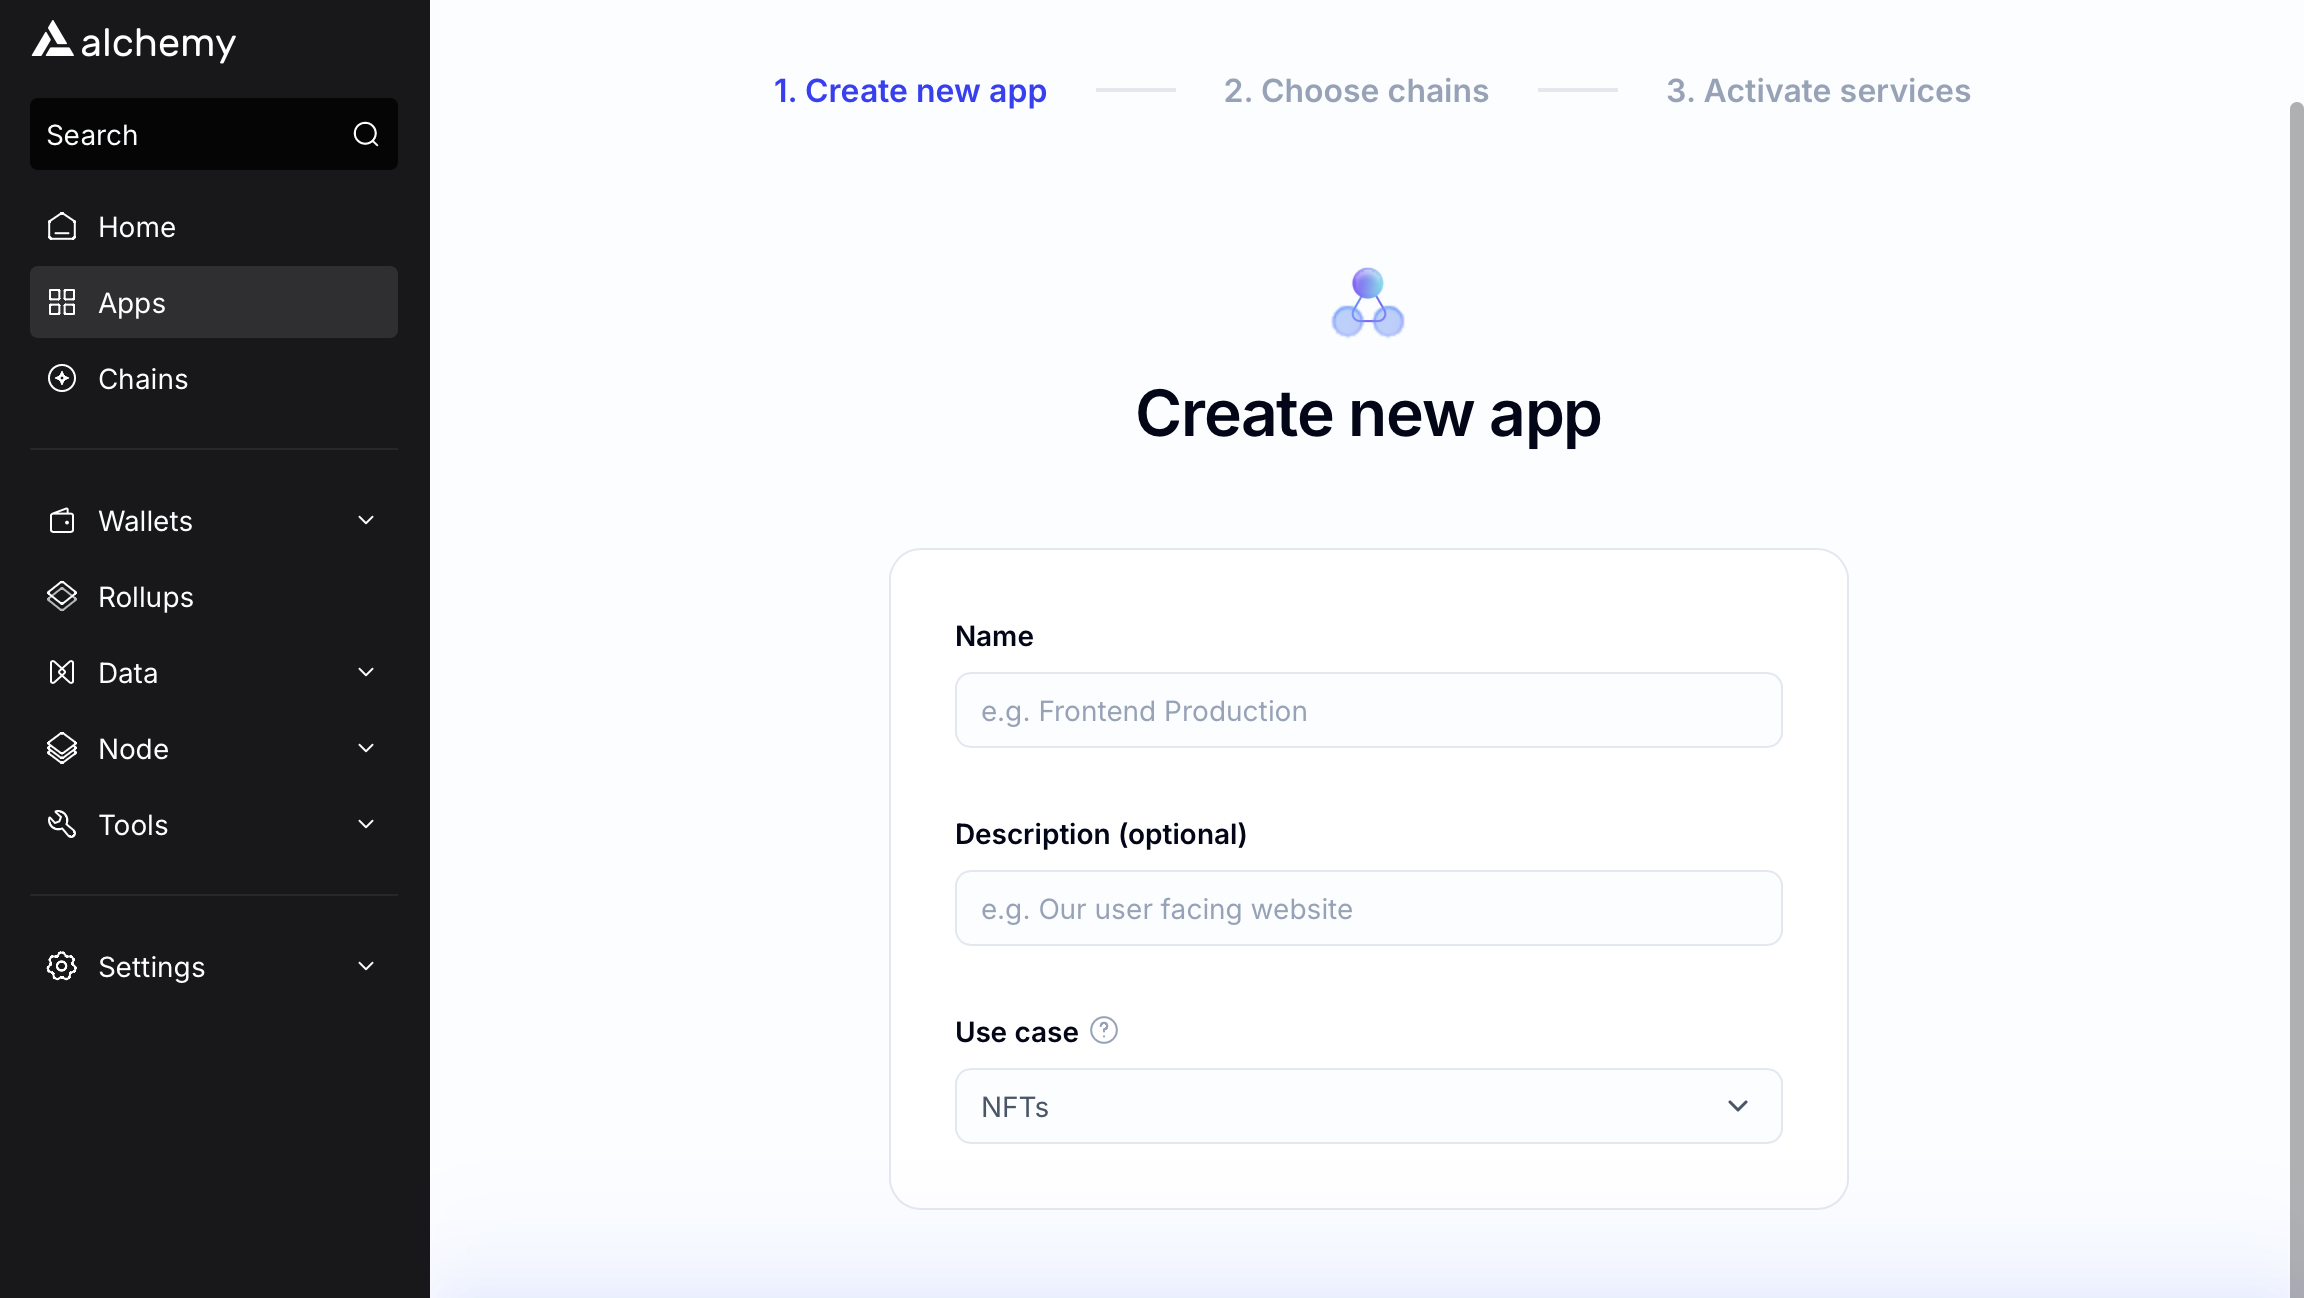 alchemy
Search
Home
Apps
Chains
Wallets
Rollups
Data
Node
Tools
Settings
1. Create new app
2. Choose chains
3. Activate services
Create new app
Name
e.g. Frontend Production
Description (optional)
e.g. Our user facing website
Use case ?
NFTs